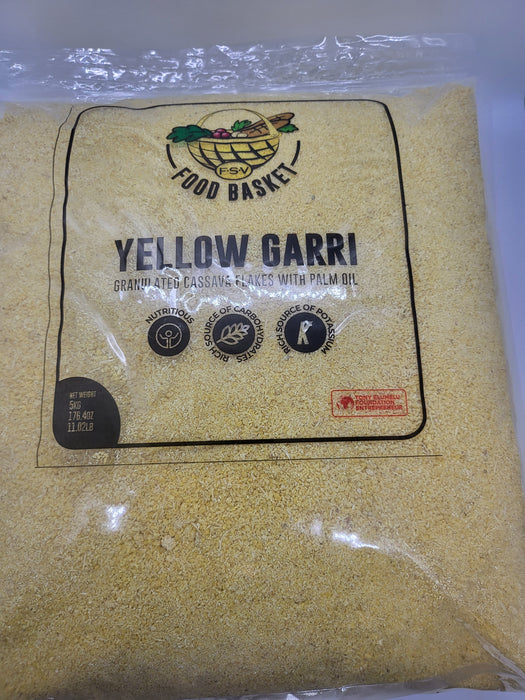 F·S·V
FOOD BASKET
YELLOW GARRI
GRANULATED CASSAVA FLAKES WITH PALM OIL
NUTRITIOUS
RICH SOURCE OF CARBOHYDRATES
RICH SOURCE OF POTASSIUM
K
NET WEIGHT
5KG
176.4OZ
11.02LB
TONY ELUMELU
FOUNDATION
ENTREPRENEUR